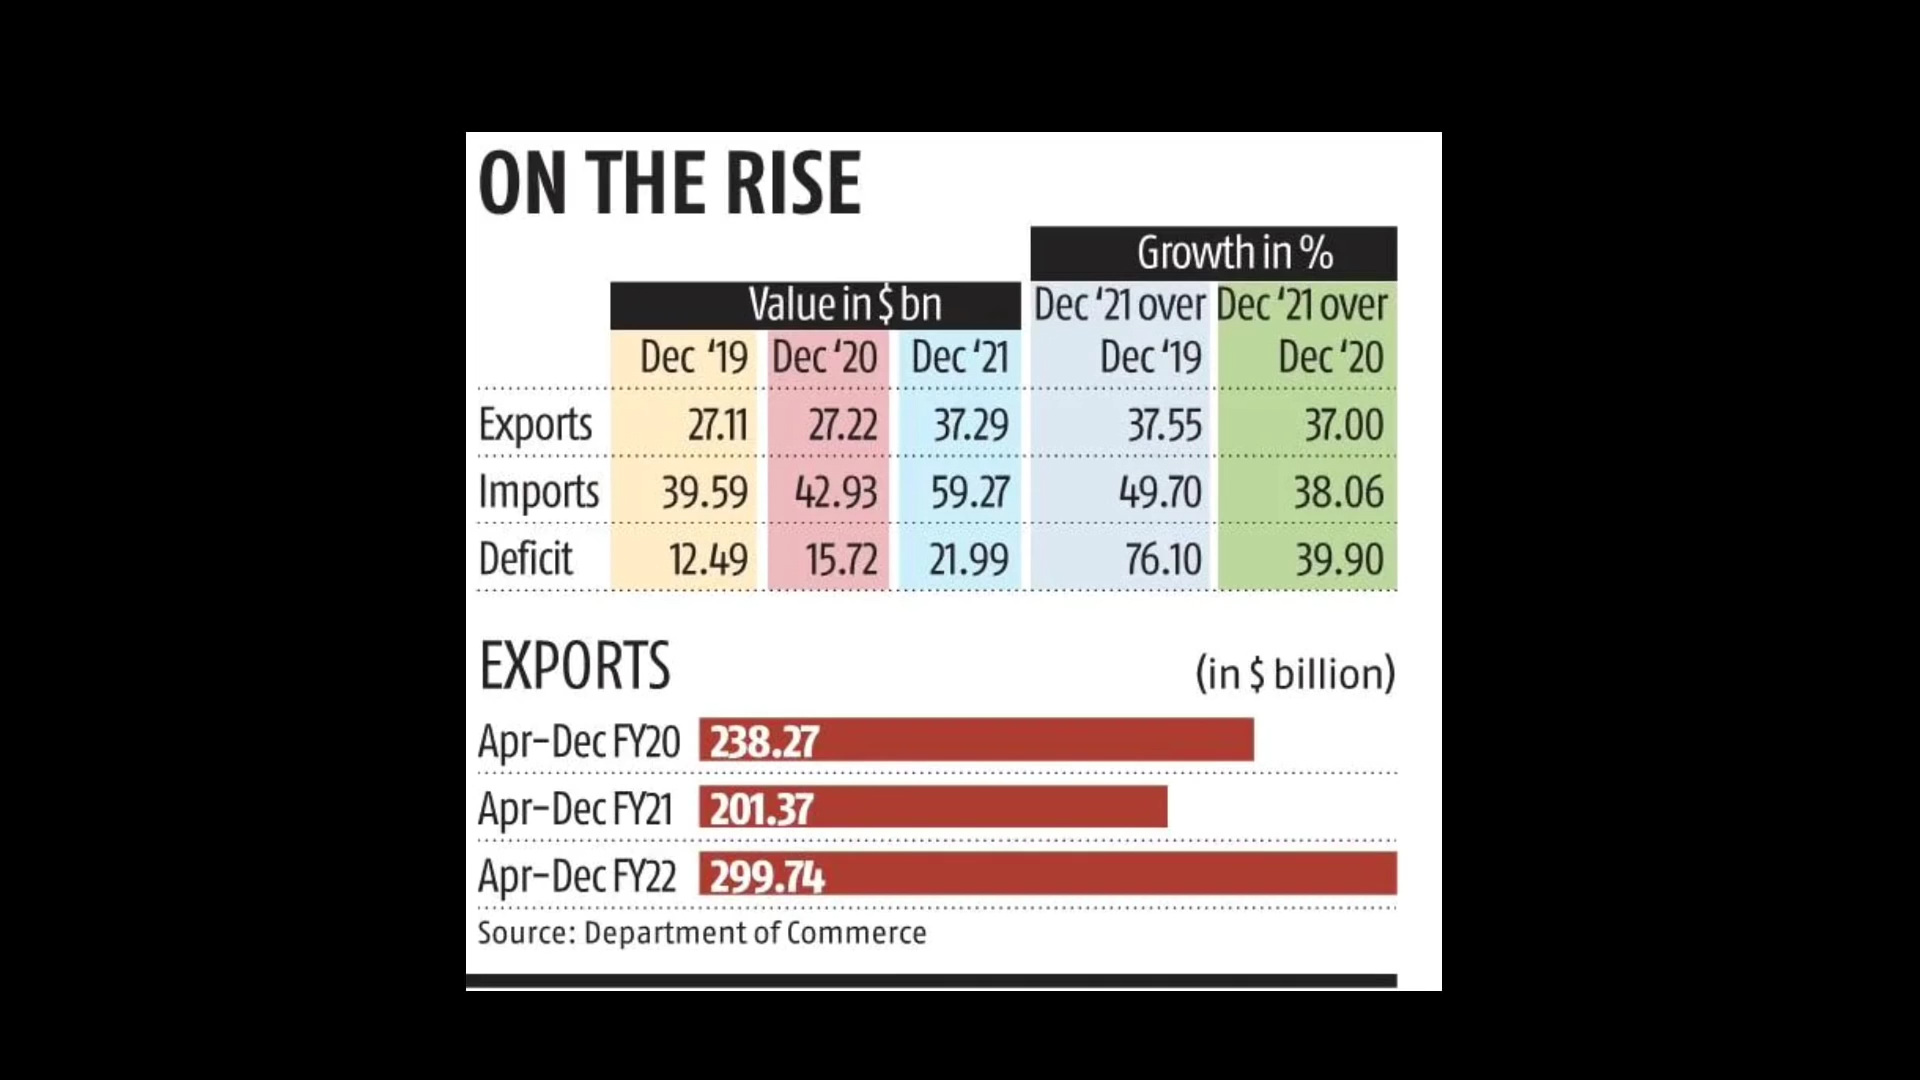 ON THE RISE
Growth in %
Value in $ bn
Dec ‘21 over Dec ‘21 over
Dec ‘19 Dec ‘20 Dec ‘21 Dec ‘19 Dec ‘20
Exports 27.11 27.22 37.29 37.55 37.00
Imports 39.59 42.93 59.27 49.70 38.06
Deficit 12.49 15.72 21.99 76.10 39.90
EXPORTS (in $ billion)
Apr–Dec FY20 238.27
Apr–Dec FY21 201.37
Apr–Dec FY22 299.74
Source: Department of Commerce